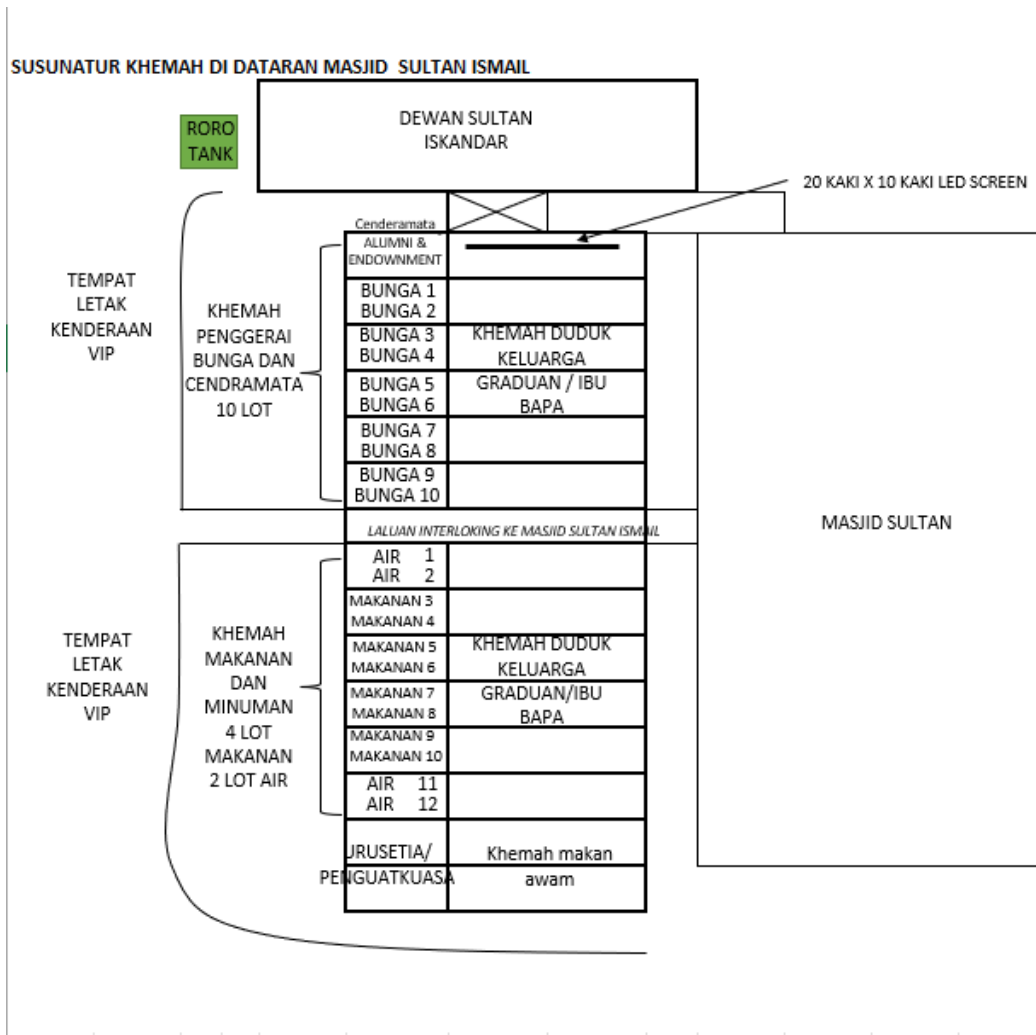 SUSUNATUR KHEMAH DI DATARAN MASJID SULTAN ISMAIL
DEWAN SULTAN
ISKANDAR
RORO
TANK
20 KAKI X 10 KAKI LED SCREEN
Cenderamata
ALUMNI &
ENDOWNMENT
TEMPAT
LETAK
KENDERAAN
VIP
KHEMAH
PENGGERAI
BUNGA DAN
CENDRAMATA
10 LOT
BUNGA 1
BUNGA 2
BUNGA 3
BUNGA 4
BUNGA 5
BUNGA 6
BUNGA 7
BUNGA 8
BUNGA 9
BUNGA 10
KHEMAH DUDUK
KELUARGA
GRADUAN / IBU
BAPA
MASJID SULTAN
LALUAN INTERLOKING KE MASJID SULTAN ISMAIL
TEMPAT
LETAK
KENDERAAN
VIP
KHEMAH
MAKANAN
DAN
MINUMAN
4 LOT
MAKANAN
2 LOT AIR
AIR 1
AIR 2
MAKANAN 3
MAKANAN 4
MAKANAN 5
MAKANAN 6
MAKANAN 7
MAKANAN 8
MAKANAN 9
MAKANAN 10
AIR 11
AIR 12
KHEMAH DUDUK
KELUARGA
GRADUAN/IBU
BAPA
URUSETIA/
PENGUATKUASA
Khemah makan
awam